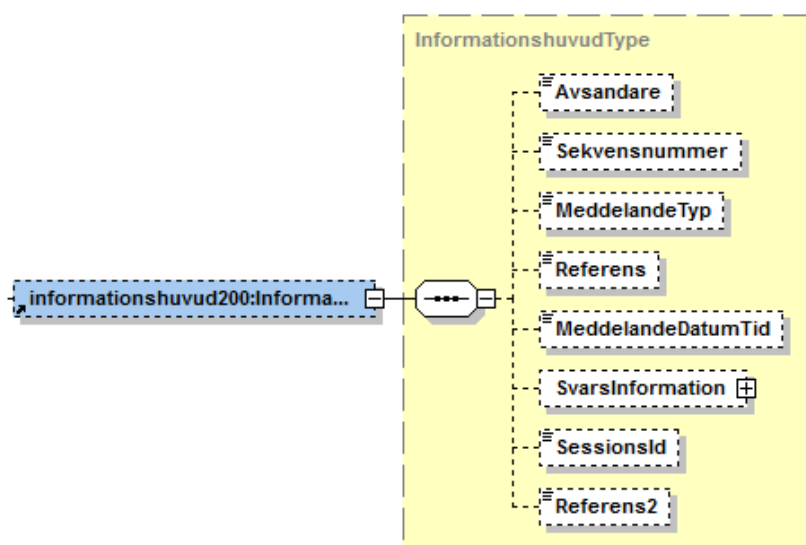 InformationshuvudType
Avsandare
Sekvensnummer
MeddelandeTyp
Referens
informationshuvud200:Informa...
MeddelandeDatumTid
SvarsInformation
SessionsId
Referens2